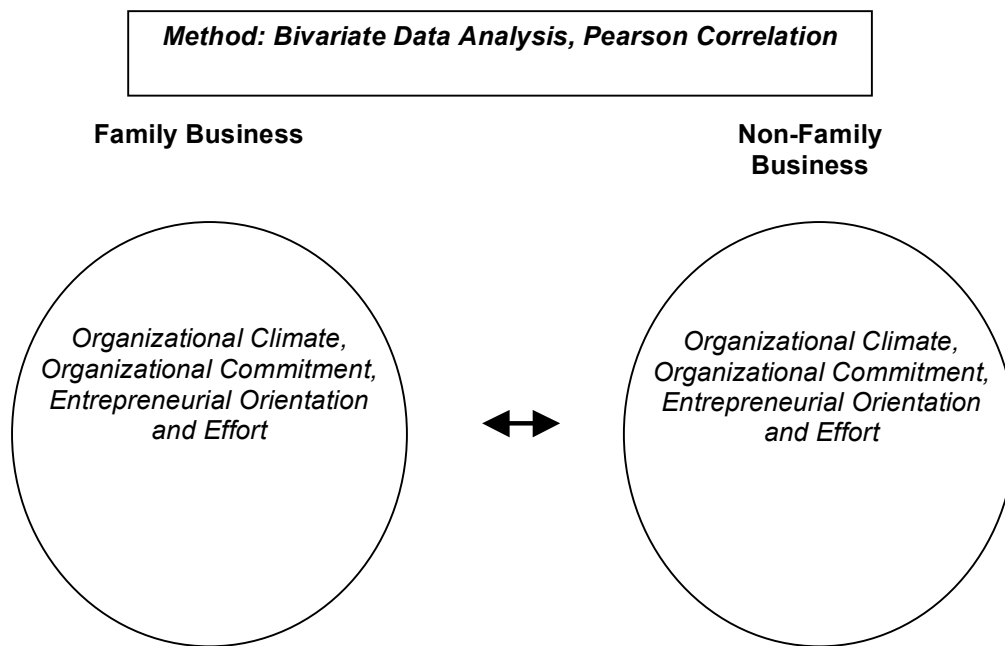 Method: Bivariate Data Analysis, Pearson Correlation
Family Business
Non-Family
Business
Organizational Climate,
Organizational Commitment,
Entrepreneurial Orientation
and Effort
Organizational Climate,
Organizational Commitment,
Entrepreneurial Orientation
and Effort